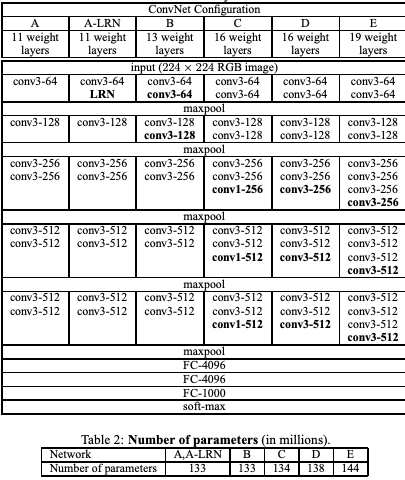 ConvNet Configuration
A A-LRN B C D E
11 weight 11 weight 13 weight 16 weight 16 weight 19 weight
layers layers layers layers layers layers
input (224 × 224 RGB image)
conv3-64 conv3-64 conv3-64 conv3-64 conv3-64 conv3-64
LRN conv3-64 conv3-64 conv3-64 conv3-64
maxpool
conv3-128 conv3-128 conv3-128 conv3-128 conv3-128 conv3-128
conv3-128 conv3-128 conv3-128 conv3-128
maxpool
conv3-256 conv3-256 conv3-256 conv3-256 conv3-256 conv3-256
conv3-256 conv3-256 conv3-256 conv3-256 conv3-256 conv3-256
conv1-256 conv3-256 conv3-256
conv3-256
maxpool
conv3-512 conv3-512 conv3-512 conv3-512 conv3-512 conv3-512
conv3-512 conv3-512 conv3-512 conv3-512 conv3-512 conv3-512
conv1-512 conv3-512 conv3-512
conv3-512
maxpool
conv3-512 conv3-512 conv3-512 conv3-512 conv3-512 conv3-512
conv3-512 conv3-512 conv3-512 conv3-512 conv3-512 conv3-512
conv1-512 conv3-512 conv3-512
conv3-512
maxpool
FC-4096
FC-4096
FC-1000
soft-max
Table 2: Number of parameters (in millions).
Network A,A-LRN B C D E
Number of parameters 133 133 134 138 144